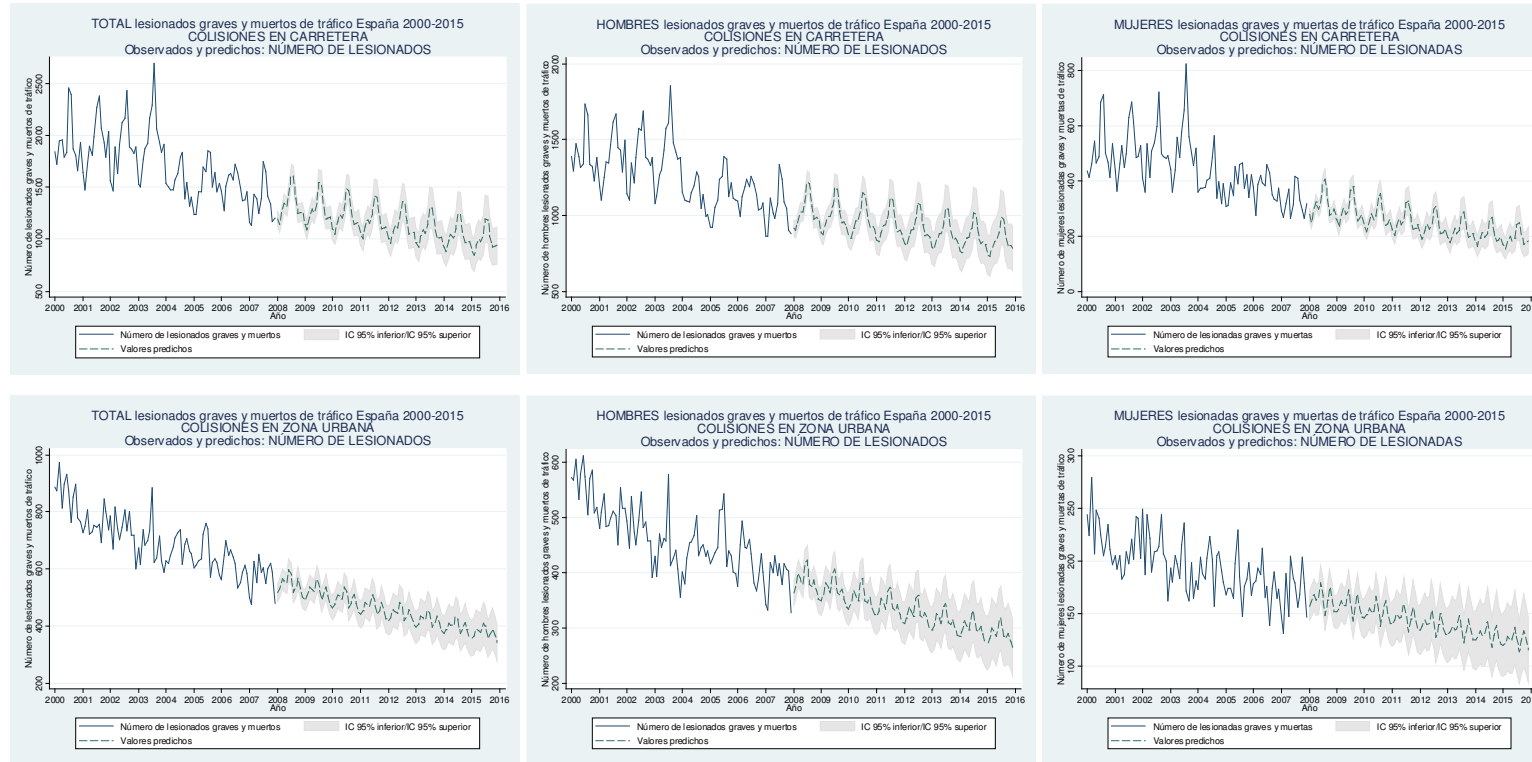 TOTAL lesionados graves y muertos de tráfico España 2000-2015
COLISIONES EN CARRETERA
Observados y predichos: NÚMERO DE LESIONADOS
Número de lesionados graves y muertos de tráfico
2500
2000
1500
1000
500
2000 2001 2002 2003 2004 2005 2006 2007 2008 2009 2010 2011 2012 2013 2014 2015 2016
Año
Número de lesionados graves y muertos IC 95% inferior/IC 95% superior
Valores predichos
HOMBRES lesionados graves y muertos de tráfico España 2000-2015
COLISIONES EN CARRETERA
Observados y predichos: NÚMERO DE LESIONADOS
Número de hombres lesionados graves y muertos de tráfico
2000
1500
1000
500
2000 2001 2002 2003 2004 2005 2006 2007 2008 2009 2010 2011 2012 2013 2014 2015 2016
Año
Número de lesionados graves y muertos IC 95% inferior/IC 95% superior
Valores predichos
MUJERES lesionadas graves y muertas de tráfico España 2000-2015
COLISIONES EN CARRETERA
Observados y predichos: NÚMERO DE LESIONADAS
Número de mujeres lesionadas graves y muertas de tráfico
800
600
400
200
0
2000 2001 2002 2003 2004 2005 2006 2007 2008 2009 2010 2011 2012 2013 2014 2015 20
Año
Número de lesionadas graves y muertas IC 95% inferior/IC 95% superior
Valores predichos
TOTAL lesionados graves y muertos de tráfico España 2000-2015
COLISIONES EN ZONA URBANA
Observados y predichos: NÚMERO DE LESIONADOS
Número de lesionados graves y muertos de tráfico
1000
800
600
400
200
2000 2001 2002 2003 2004 2005 2006 2007 2008 2009 2010 2011 2012 2013 2014 2015 2016
Año
Número de lesionados graves y muertos IC 95% inferior/IC 95% superior
Valores predichos
HOMBRES lesionados graves y muertos de tráfico España 2000-2015
COLISIONES EN ZONA URBANA
Observados y predichos: NÚMERO DE LESIONADOS
Número de hombres lesionados graves y muertos de tráfico
600
500
400
300
200
2000 2001 2002 2003 2004 2005 2006 2007 2008 2009 2010 2011 2012 2013 2014 2015 2016
Año
Número de lesionados graves y muertos IC 95% inferior/IC 95% superior
Valores predichos
MUJERES lesionadas graves y muertas de tráfico España 2000-2015
COLISIONES EN ZONA URBANA
Observados y predichos: NÚMERO DE LESIONADAS
Número de mujeres lesionadas graves y muertas de tráfico
300
250
200
150
100
2000 2001 2002 2003 2004 2005 2006 2007 2008 2009 2010 2011 2012 2013 2014 2015 20
Año
Número de lesionadas graves y muertas IC 95% inferior/IC 95% superior
Valores predichos